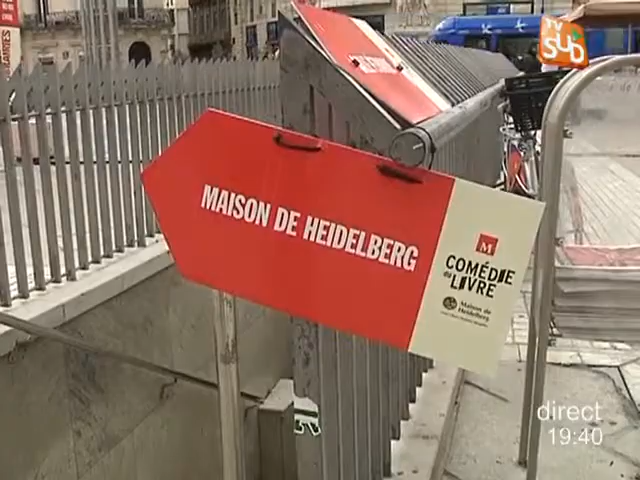 TV
SUD
MAISON DE HEIDELBERG
M
COMÉDIE
du
LIVRE
Maison de
Heidelberg
direct
19:40